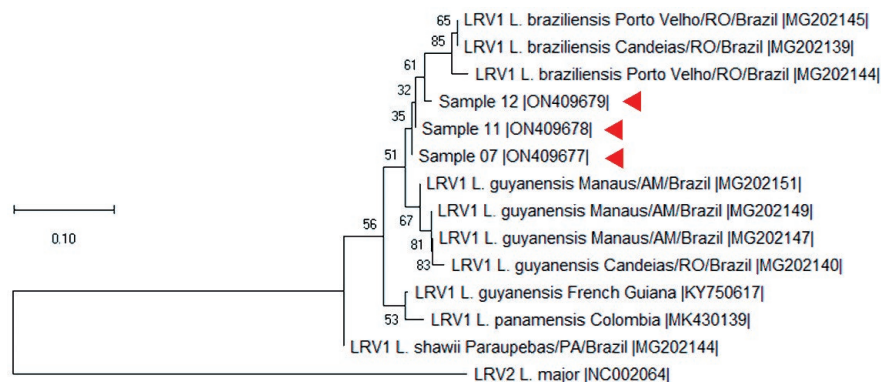 65
LRV1 L. braziliensis Porto Velho/RO/Brazil |MG202145|
85
LRV1 L. braziliensis Candeias/RO/Brazil |MG202139|
61
LRV1 L. braziliensis Porto Velho/RO/Brazil |MG202144|
32
Sample 12 |ON409679|
35
Sample 11 |ON409678|
51
Sample 07 |ON409677|
LRV1 L. guyanensis Manaus/AM/Brazil |MG202151|
67
LRV1 L. guyanensis Manaus/AM/Brazil |MG202149|
56
0.10
81
LRV1 L. guyanensis Manaus/AM/Brazil |MG202147|
83
LRV1 L. guyanensis Candeias/RO/Brazil |MG202140|
LRV1 L. guyanensis French Guiana |KY750617|
53
LRV1 L. panamensis Colombia |MK430139|
LRV1 L. shawii Paraupebas/PA/Brazil |MG202144|
LRV2 L. major |NC002064|